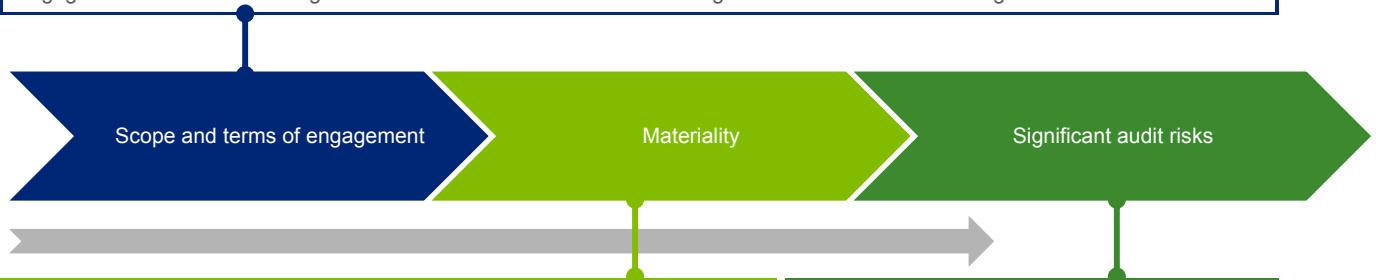 Scope and terms of engagement
Materiality
Significant audit risks